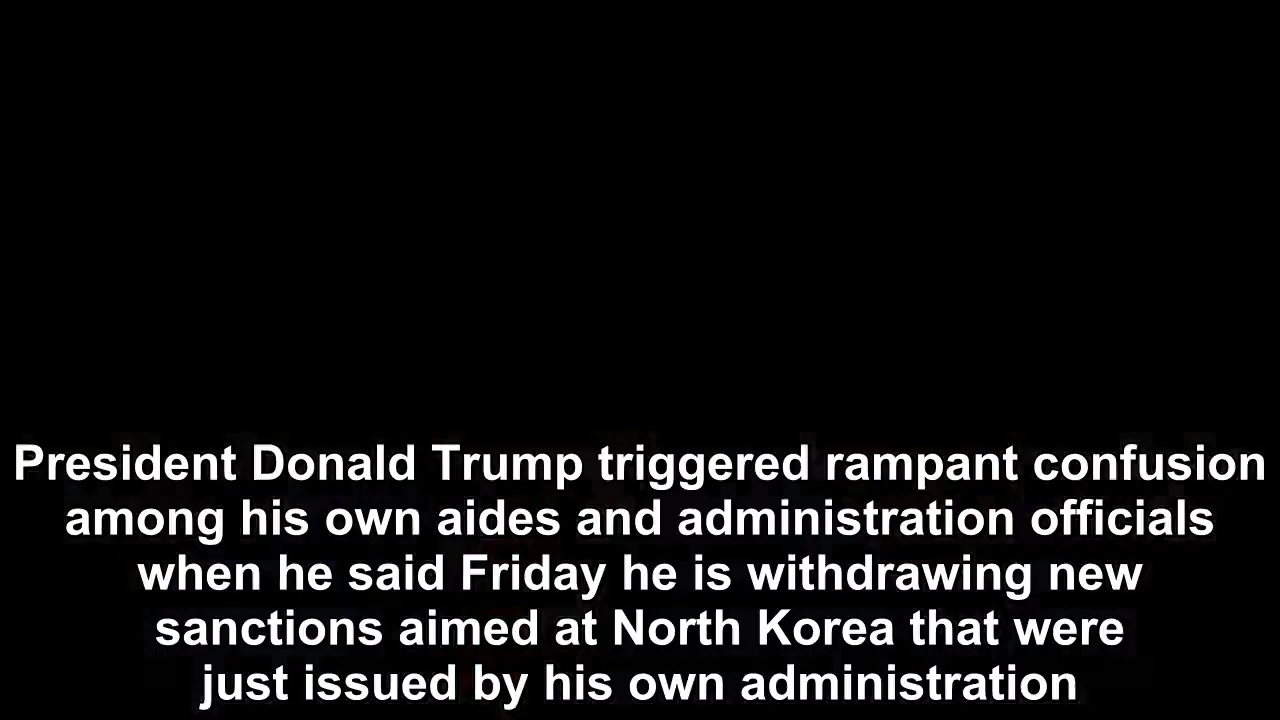 President Donald Trump triggered rampant confusion
among his own aides and administration officials
when he said Friday he is withdrawing new
sanctions aimed at North Korea that were
just issued by his own administration